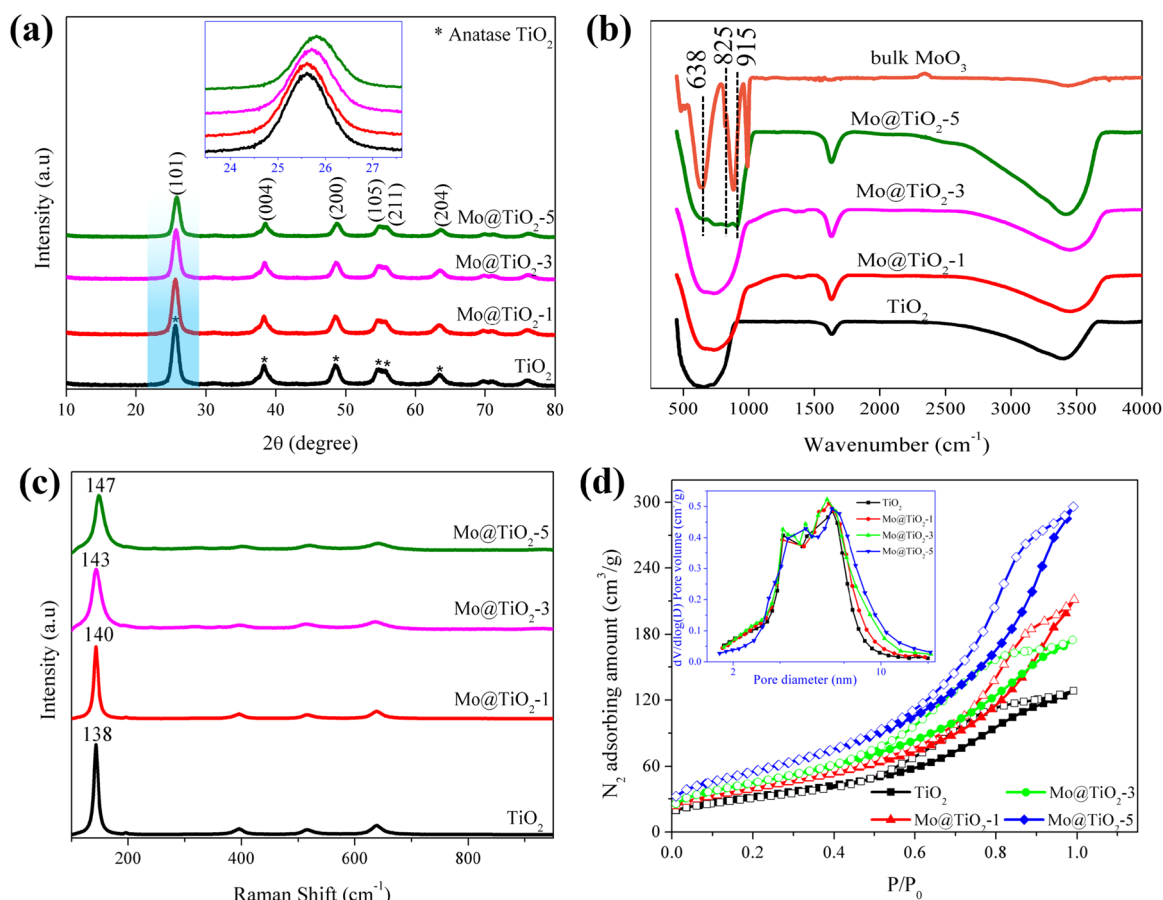 (a)
* Anatase TiO₂
24 25 26 27
(101)
(004)
(200)
(105)
(211)
(204)
Mo@TiO₂-5
Mo@TiO₂-3
Mo@TiO₂-1
TiO₂
* * * * * *
Intensity (a.u)
10 20 30 40 50 60 70 80
2θ (degree)
(b)
638
825
915
bulk MoO₃
Mo@TiO₂-5
Mo@TiO₂-3
Mo@TiO₂-1
TiO₂
500 1000 1500 2000 2500 3000 3500 4000
Wavenumber (cm⁻¹)
(c)
147
Mo@TiO₂-5
143
Mo@TiO₂-3
140
Mo@TiO₂-1
138
TiO₂
Intensity (a.u)
200 400 600 800
Raman Shift (cm⁻¹)
(d)
300
240
180
120
60
0
N₂ adsorbing amount (cm³/g)
dV/dlog(D) Pore volume (cm³/g)
0.5
0.4
0.3
0.2
0.1
0.0
TiO₂
Mo@TiO₂-1
Mo@TiO₂-3
Mo@TiO₂-5
2 10
Pore diameter (nm)
TiO₂ Mo@TiO₂-3
Mo@TiO₂-1 Mo@TiO₂-5
0.0 0.2 0.4 0.6 0.8 1.0
P/P₀